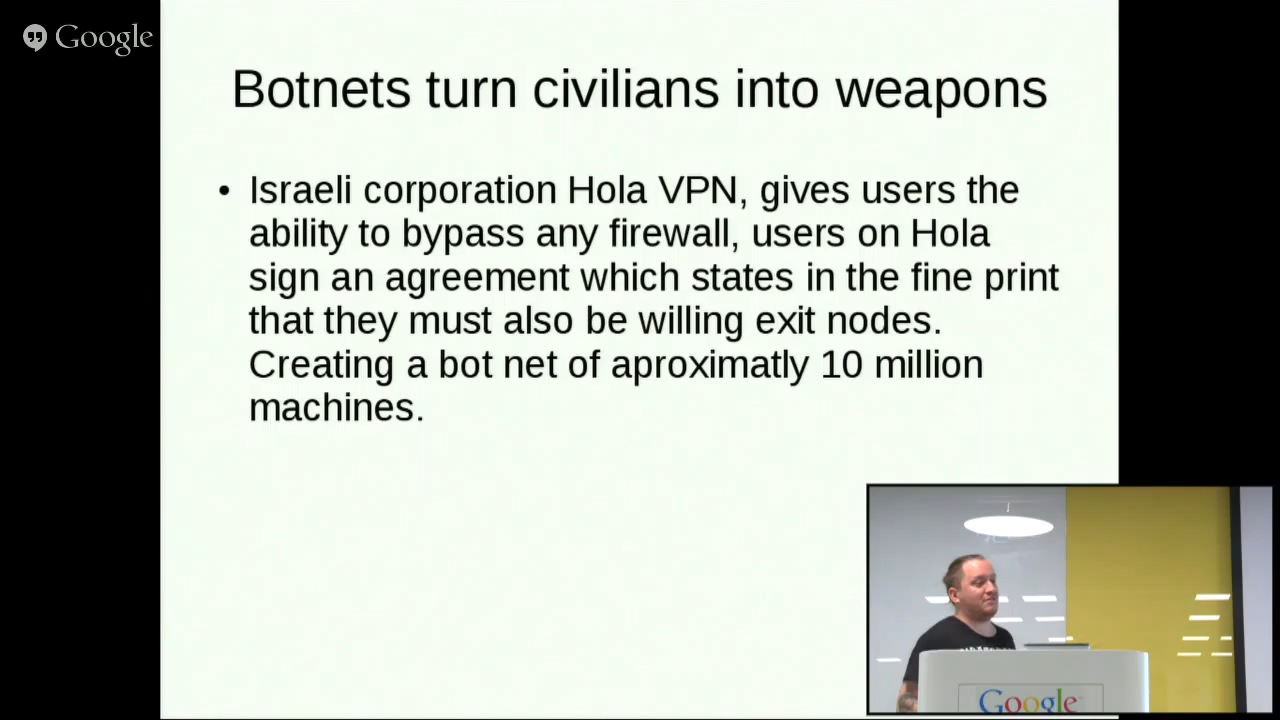 Google
Botnets turn civilians into weapons
• Israeli corporation Hola VPN, gives users the
ability to bypass any firewall, users on Hola
sign an agreement which states in the fine print
that they must also be willing exit nodes.
Creating a bot net of aproximatly 10 million
machines.
Google